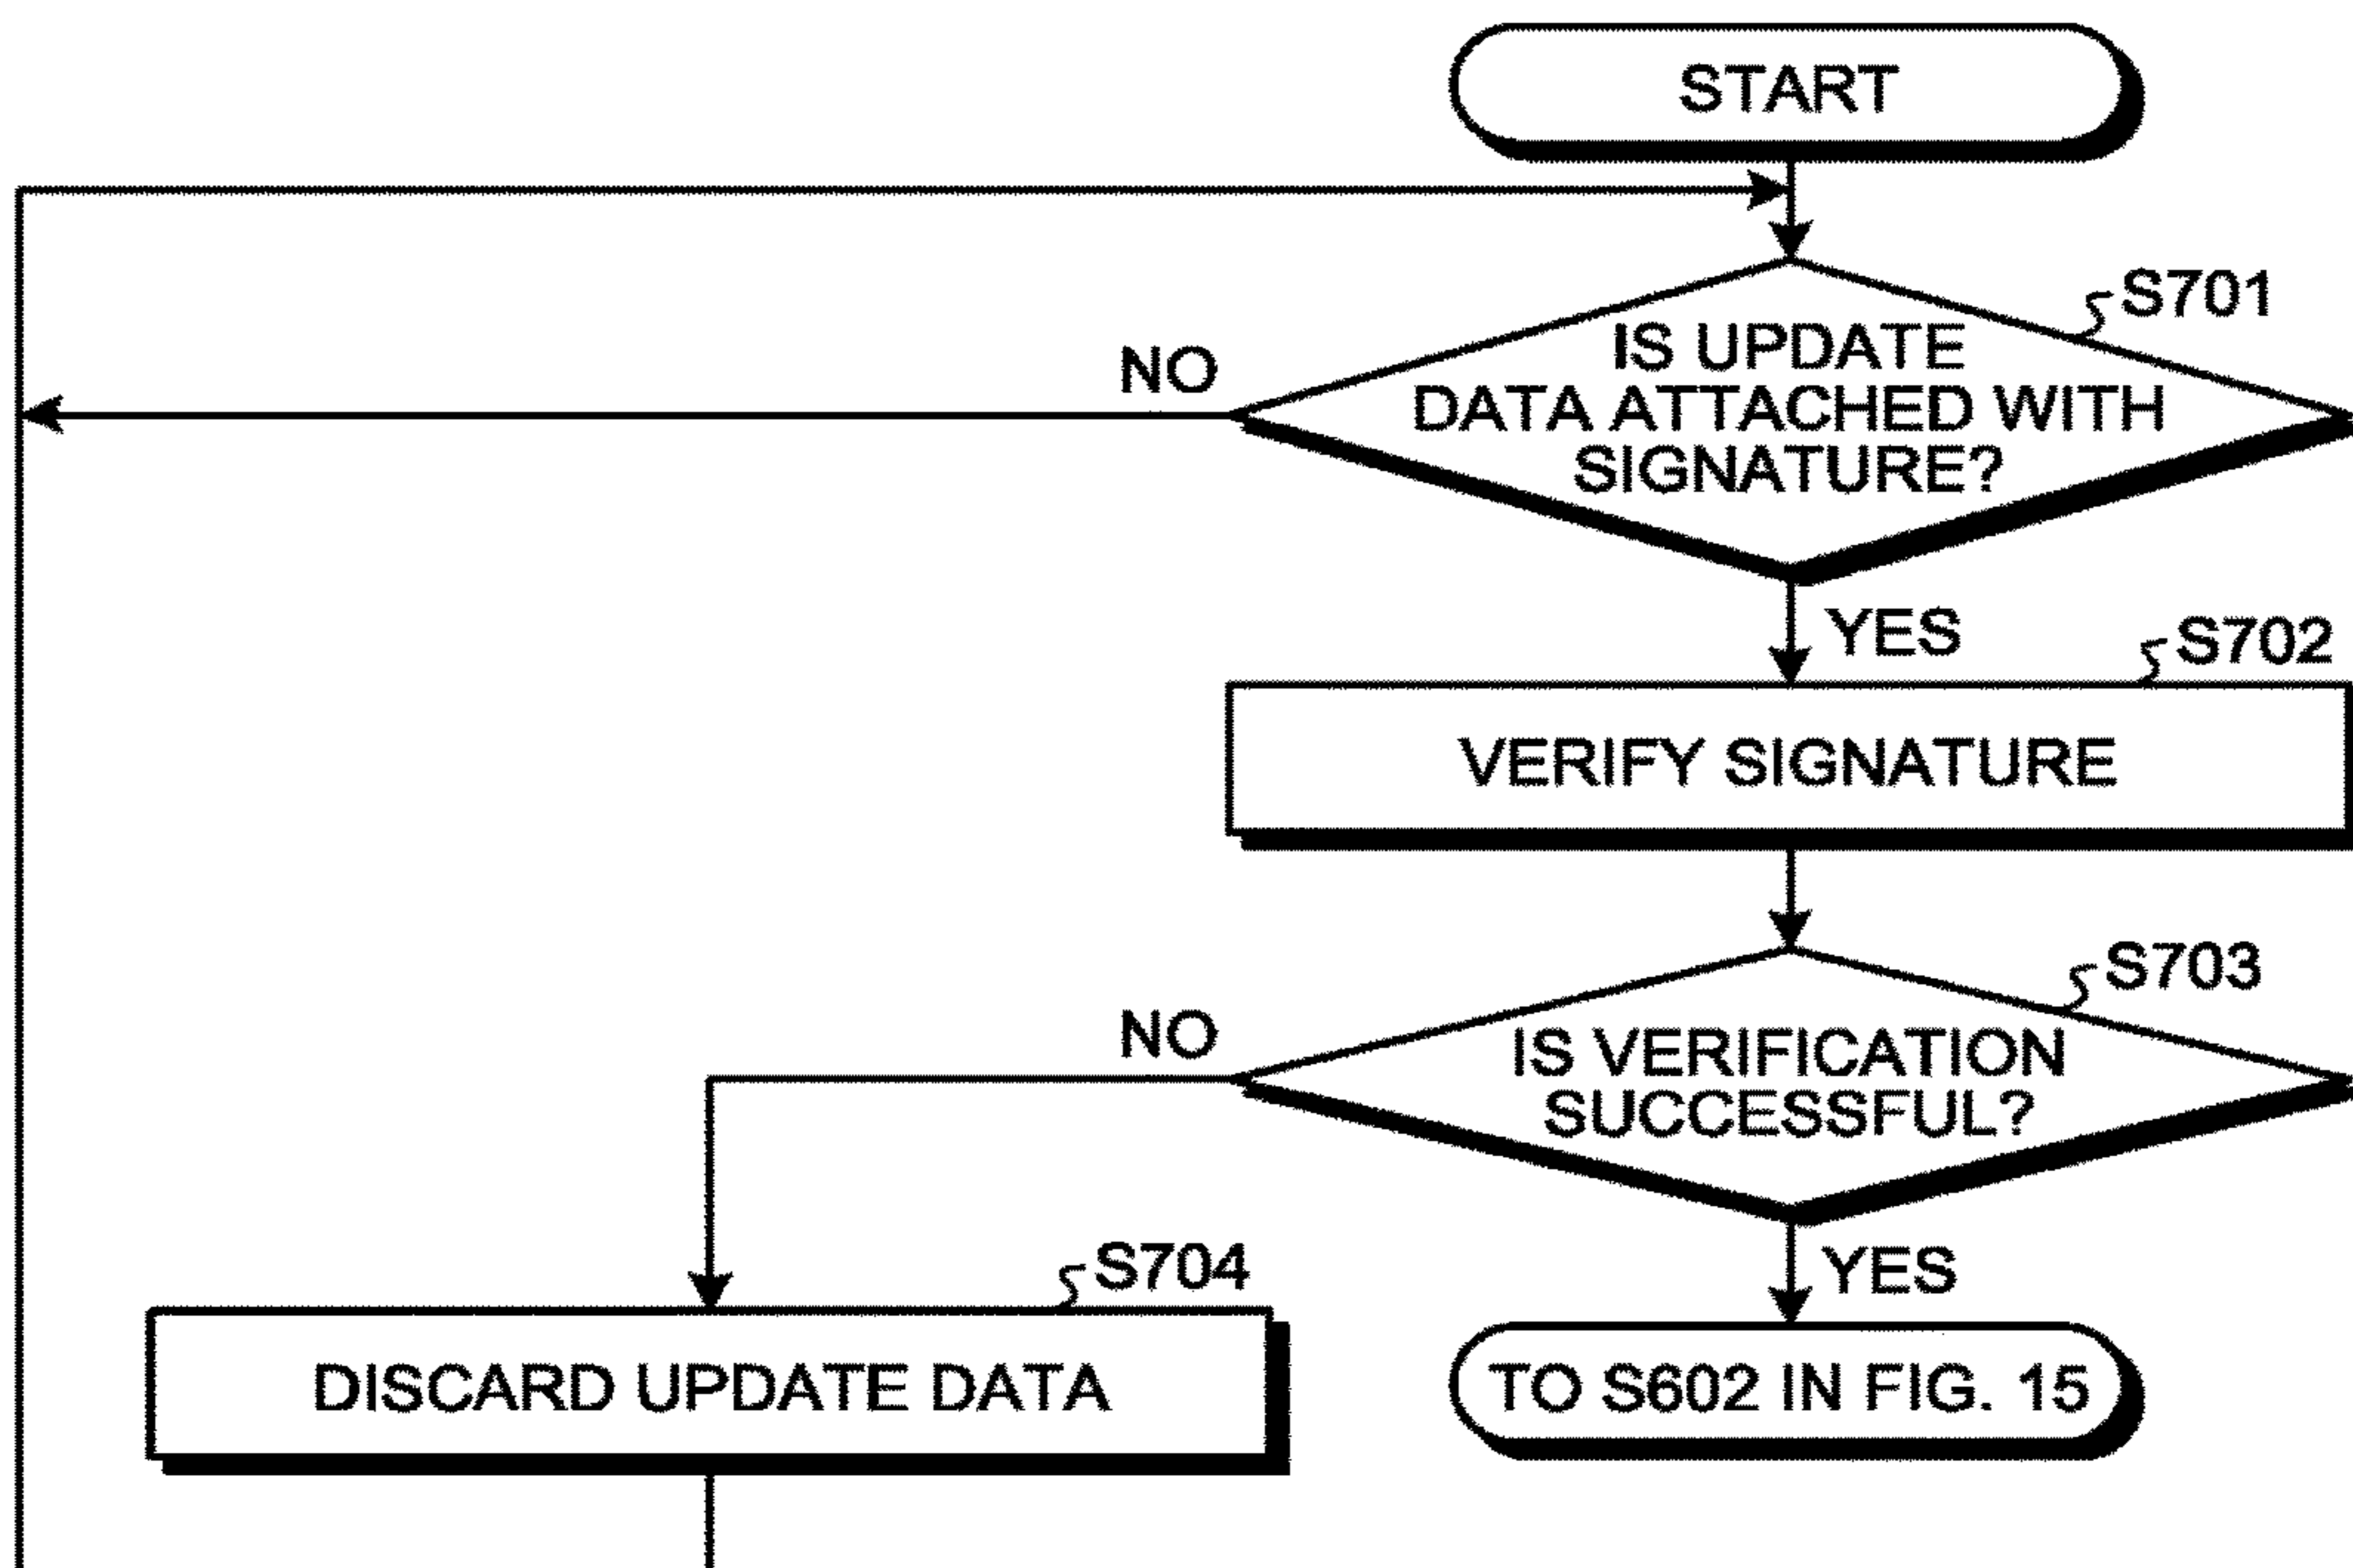 START
S701
IS UPDATE
DATA ATTACHED WITH
SIGNATURE?
NO
YES
S702
VERIFY SIGNATURE
S703
IS VERIFICATION
SUCCESSFUL?
NO
YES
S704
DISCARD UPDATE DATA
TO S602 IN FIG. 15